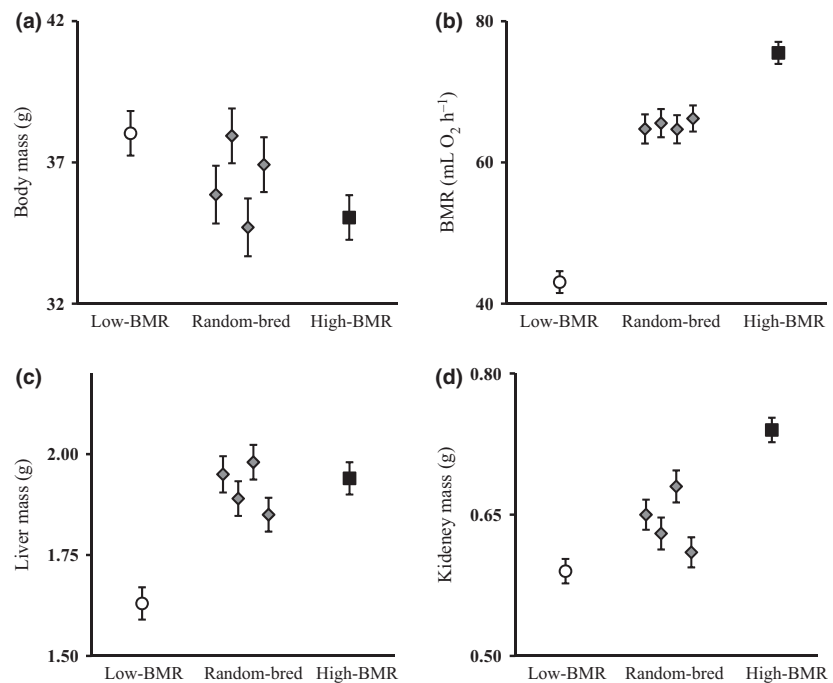 (a)
42
37
32
Body mass (g)
Low-BMR Random-bred High-BMR
(b)
80
60
40
BMR (mL O₂ h⁻¹)
Low-BMR Random-bred High-BMR
(c)
2.00
1.75
1.50
Liver mass (g)
Low-BMR Random-bred High-BMR
(d)
0.80
0.65
0.50
Kideney mass (g)
Low-BMR Random-bred High-BMR